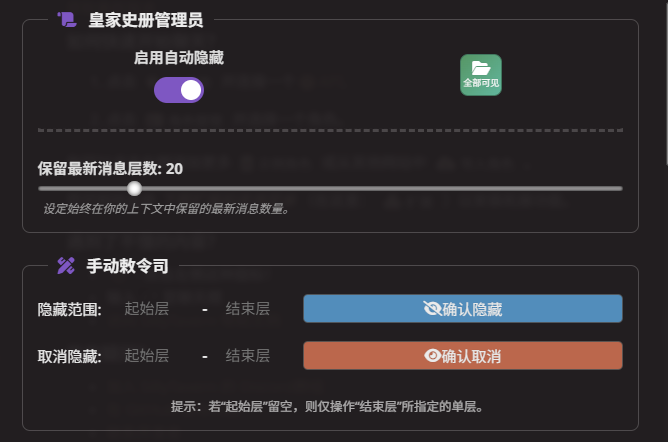 皇家史册管理员
启用自动隐藏
全部可见
保留最新消息层数: 20
设定始终在你的上下文中保留的最新消息数量。
手动敕令司
隐藏范围: 起始层 - 结束层 确认隐藏
取消隐藏: 起始层 - 结束层 确认取消
提示：若“起始层”留空，则仅操作“结束层”所指定的单层。